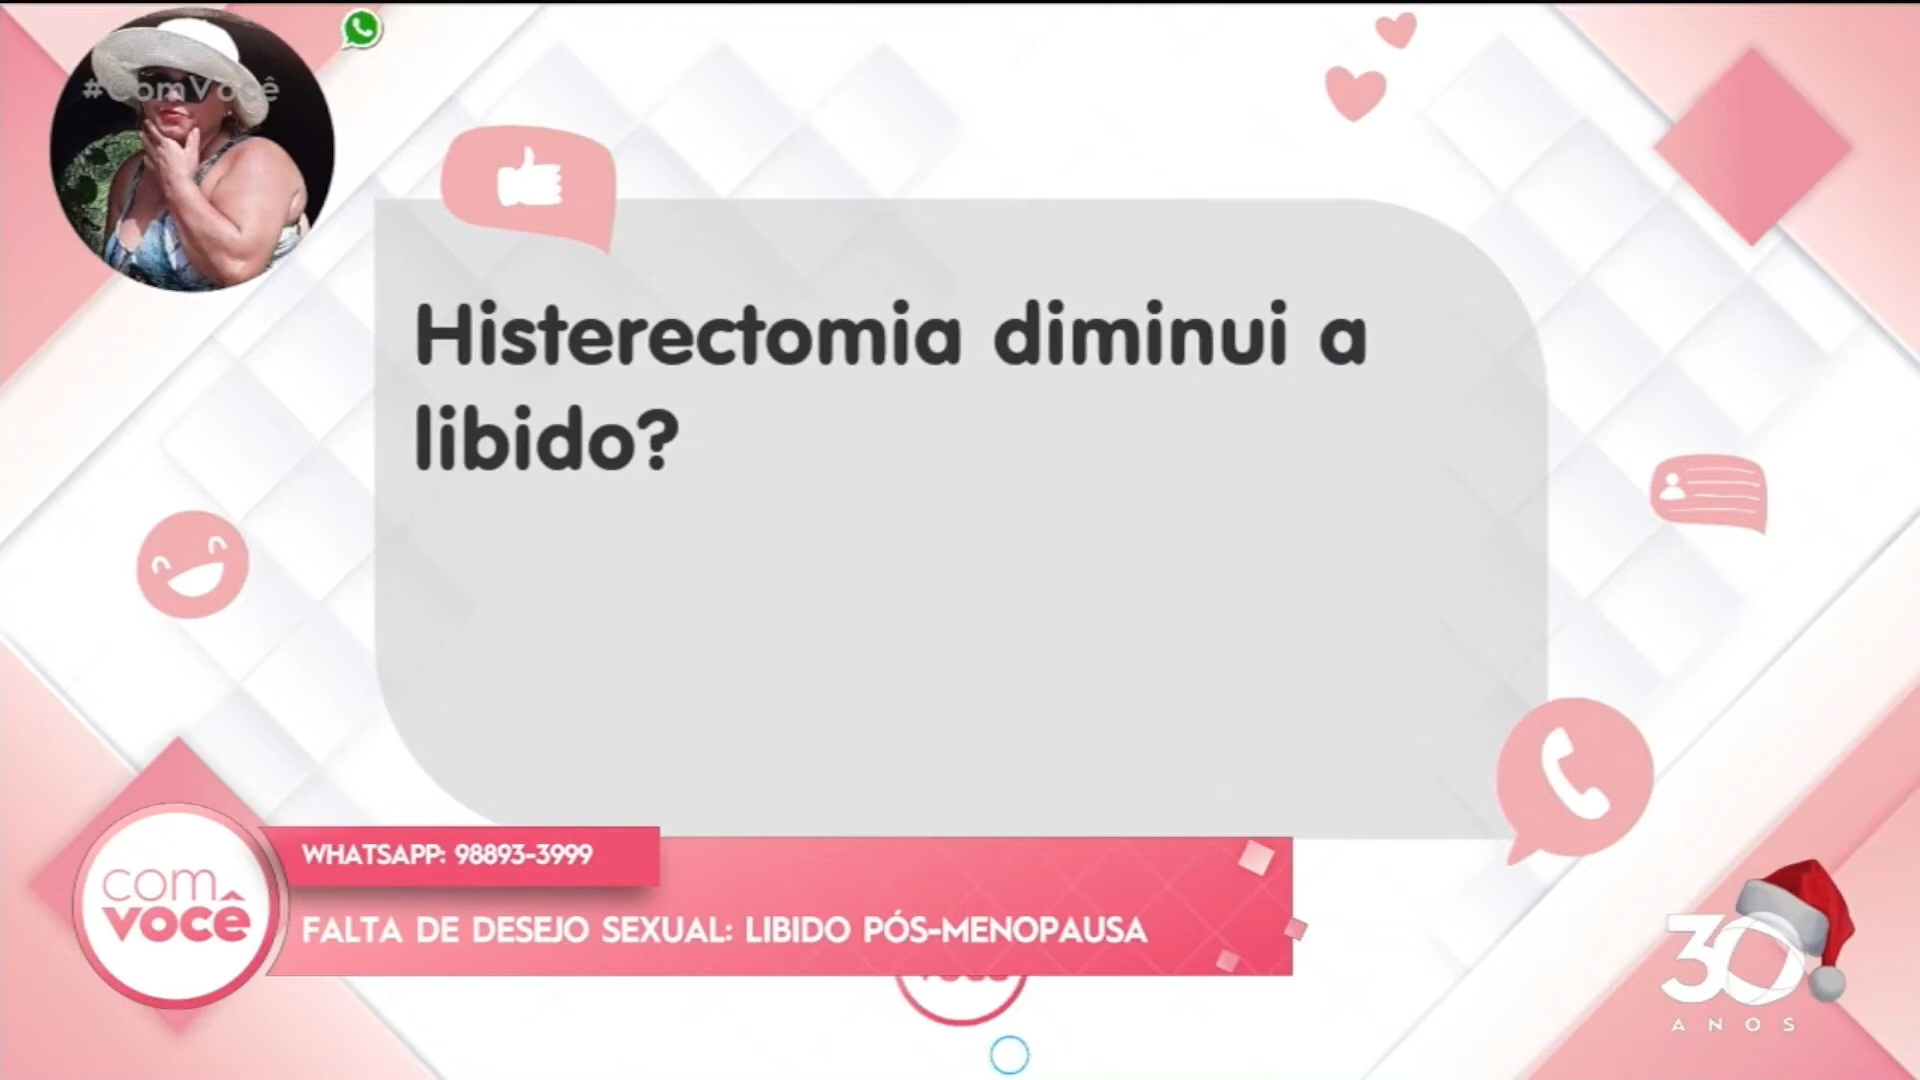 #ComVocê
Histerectomia diminui a
libido?
WHATSAPP: 98893-3999
com
você
FALTA DE DESEJO SEXUAL: LIBIDO PÓS-MENOPAUSA
30
ANOS